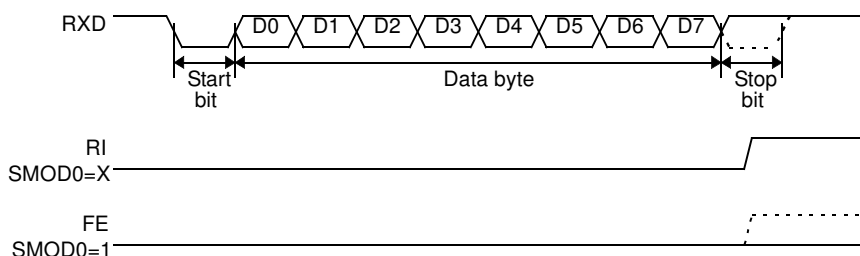 RXD D0 D1 D2 D3 D4 D5 D6 D7
Start bit
Data byte
Stop bit
RI
SMOD0=X
FE
SMOD0=1